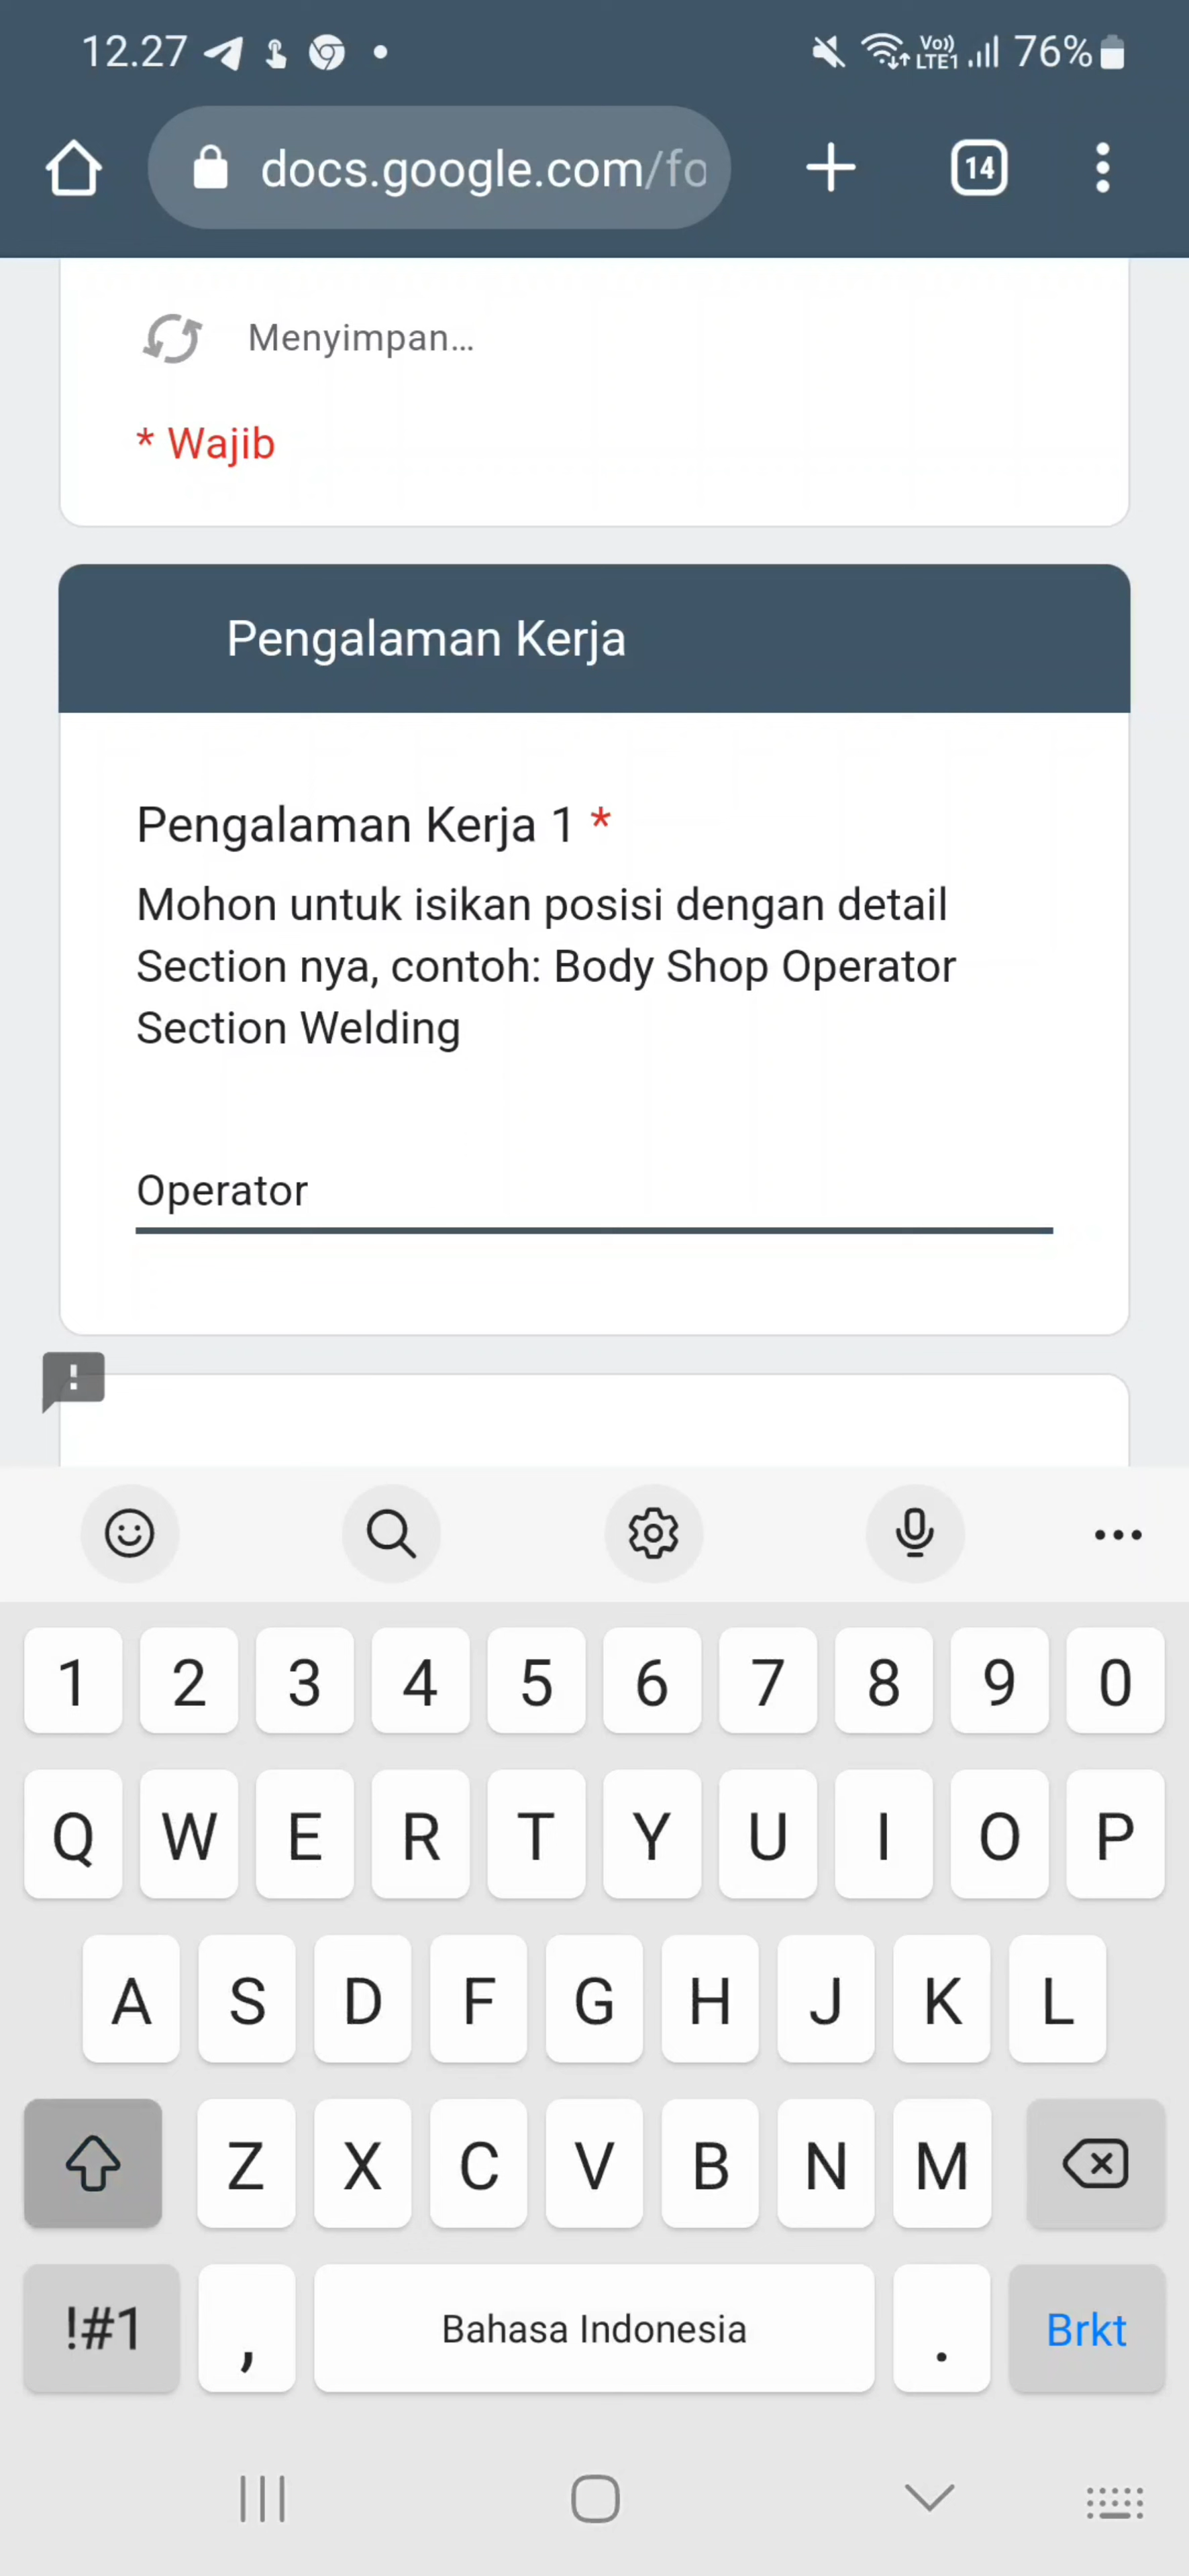 12.27
Vo)) LTE1 76%
docs.google.com/fo
14
Menyimpan...
* Wajib
Pengalaman Kerja
Pengalaman Kerja 1 *
Mohon untuk isikan posisi dengan detail
Section nya, contoh: Body Shop Operator
Section Welding
Operator
1 2 3 4 5 6 7 8 9 0
Q W E R T Y U I O P
A S D F G H J K L
Z X C V B N M
!#1 , Bahasa Indonesia . Brkt